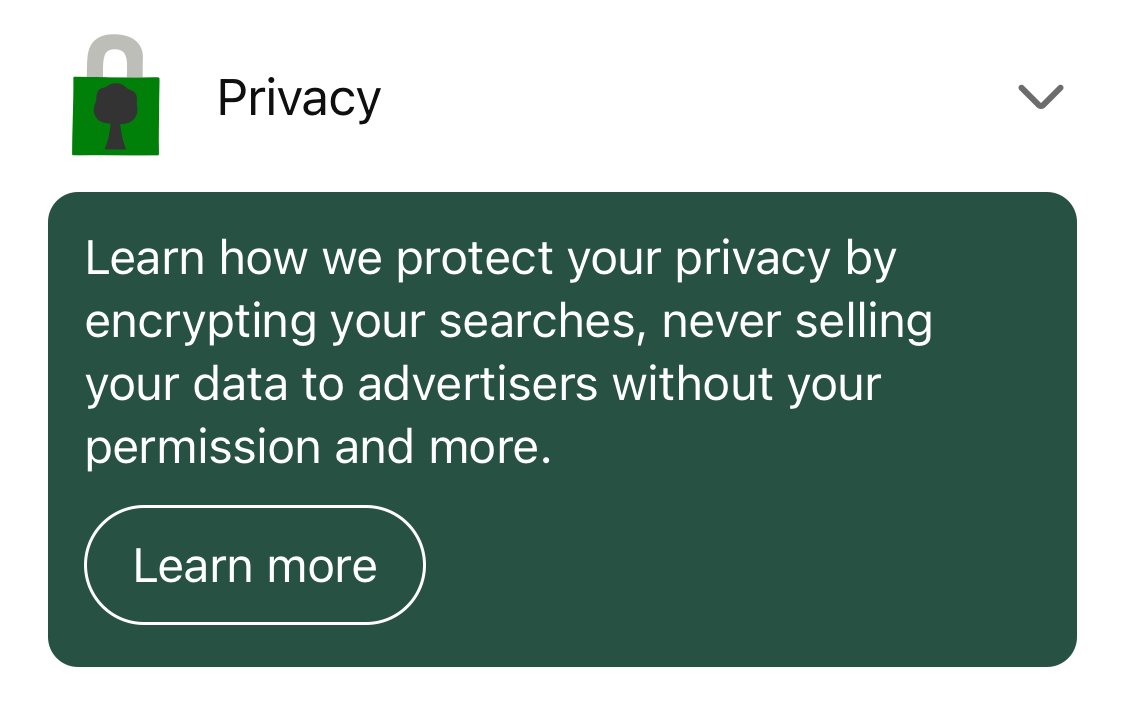 Privacy
Learn how we protect your privacy by
encrypting your searches, never selling
your data to advertisers without your
permission and more.
Learn more